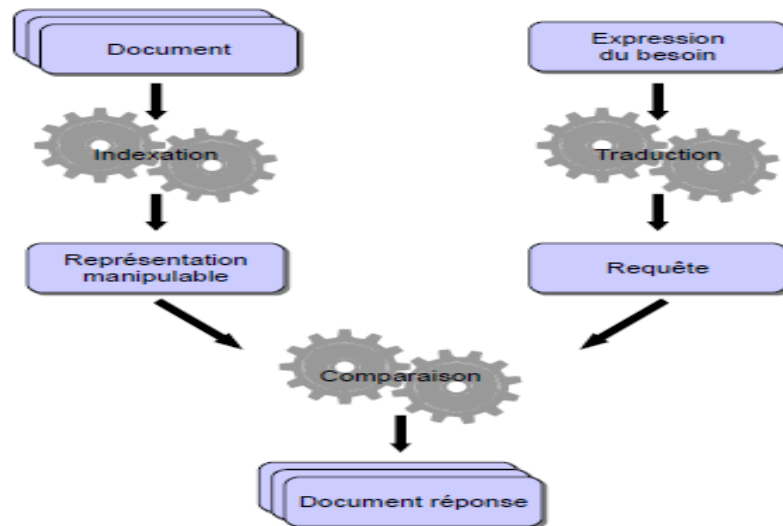 Document
Expression
du besoin
Indexation
Traduction
Représentation
manipulable
Requête
Comparaison
Document réponse